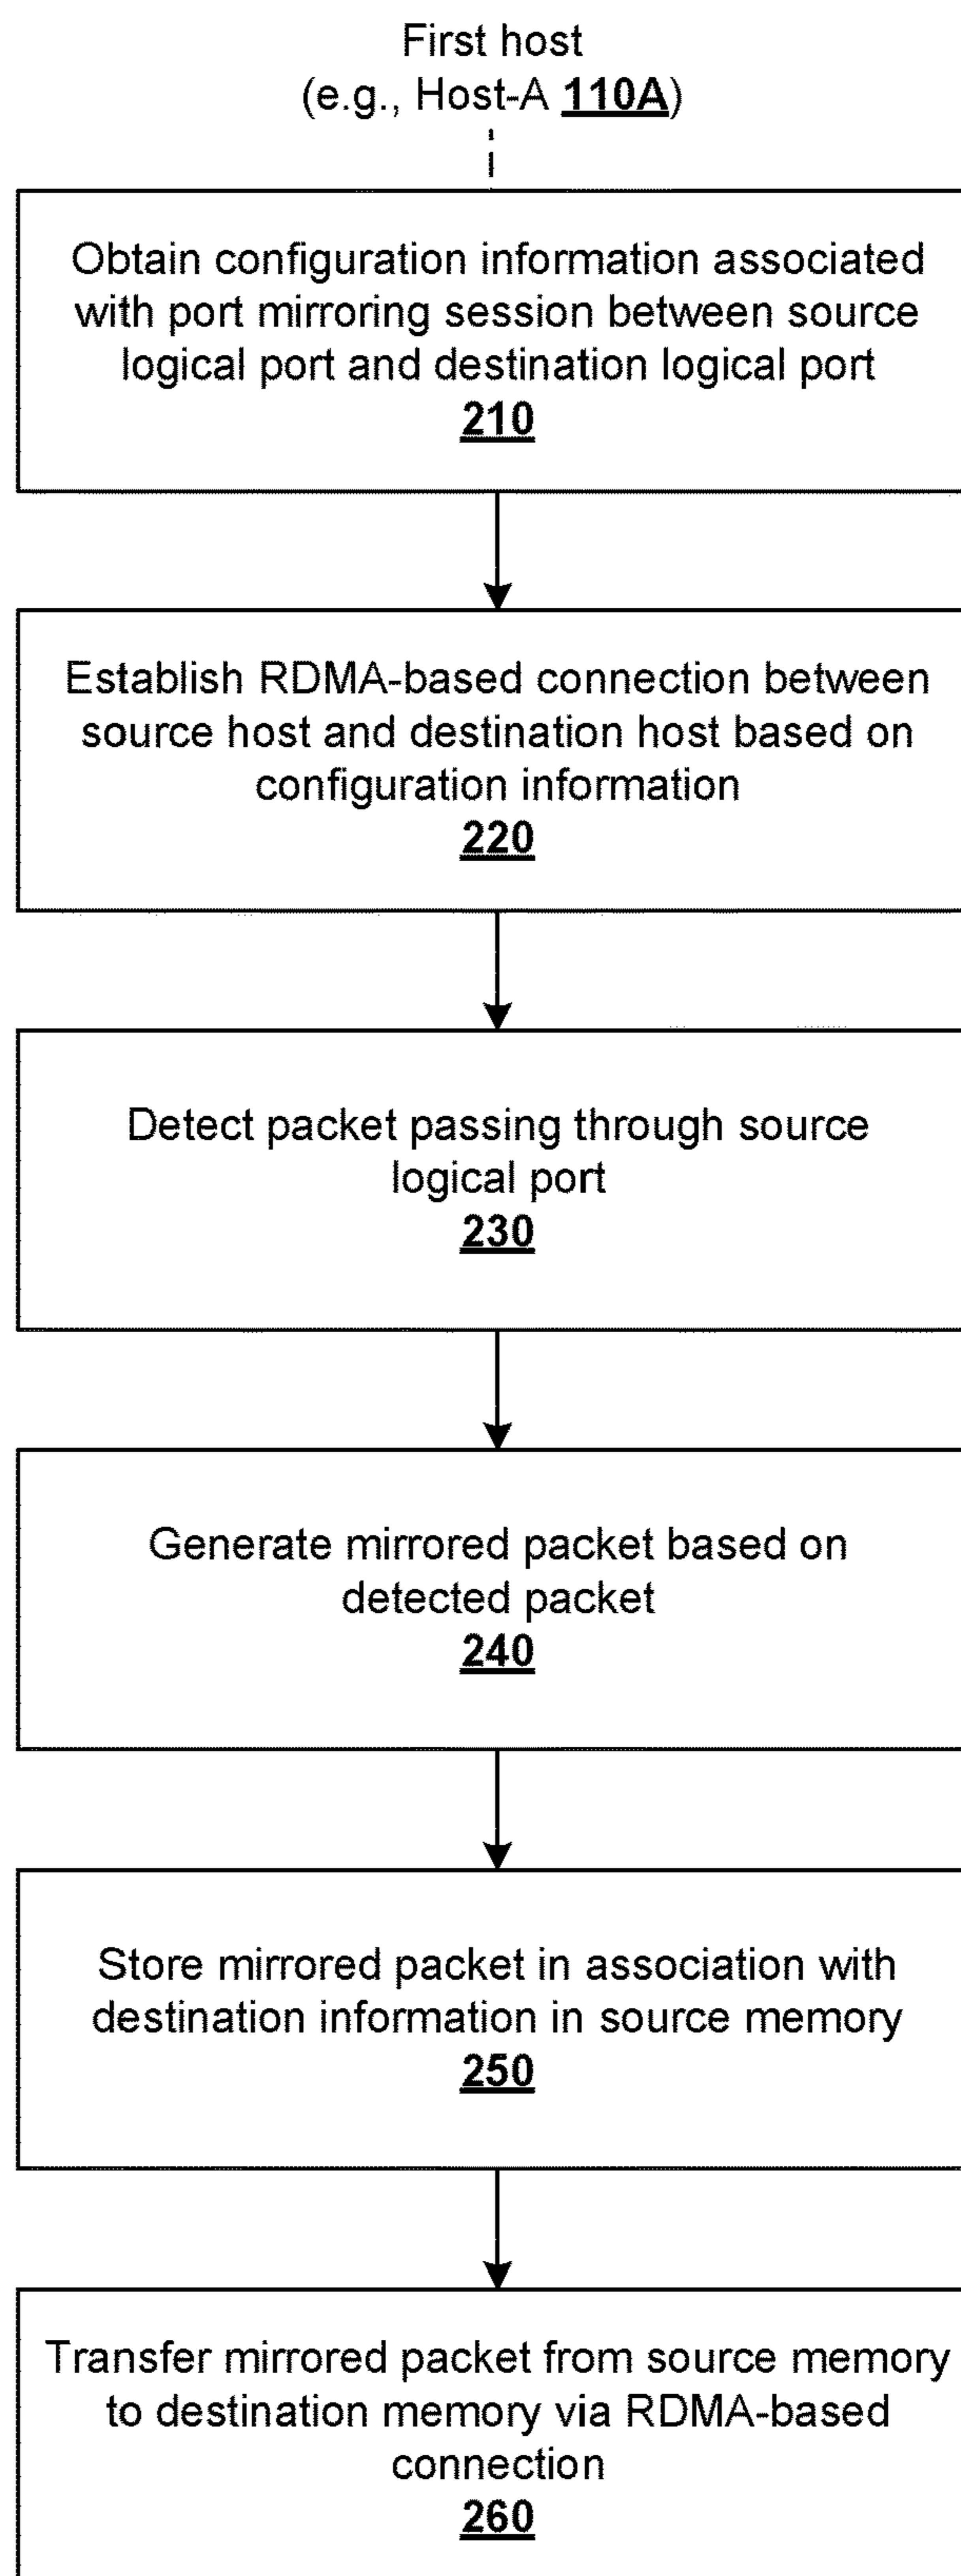 First host
(e.g., Host-A 110A)
Obtain configuration information associated
with port mirroring session between source
logical port and destination logical port
210
Establish RDMA-based connection between
source host and destination host based on
configuration information
220
Detect packet passing through source
logical port
230
Generate mirrored packet based on
detected packet
240
Store mirrored packet in association with
destination information in source memory
250
Transfer mirrored packet from source memory
to destination memory via RDMA-based
connection
260